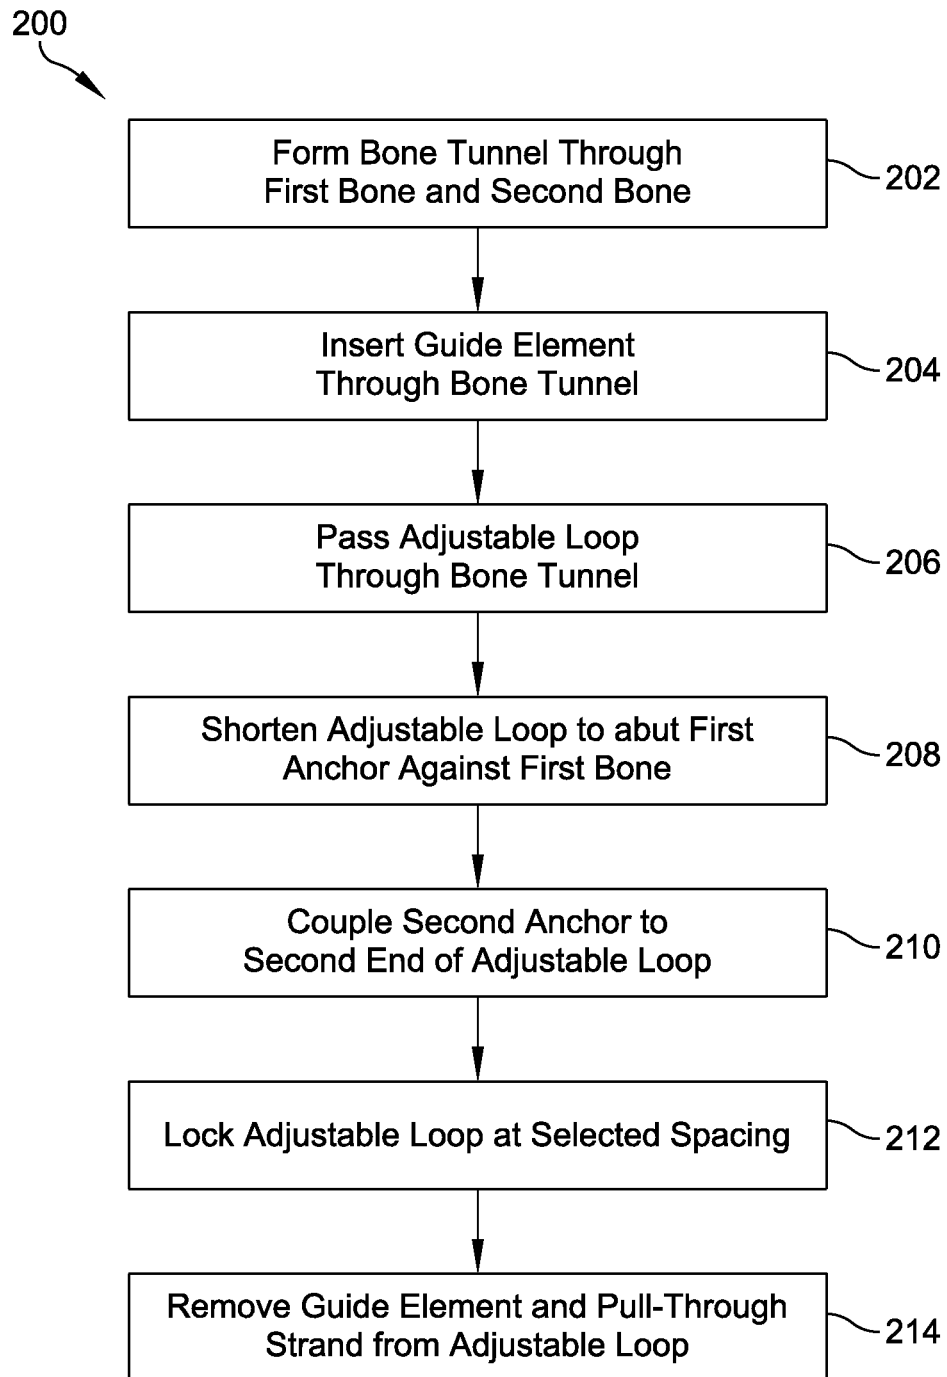 200
Form Bone Tunnel Through
First Bone and Second Bone
202
Insert Guide Element
Through Bone Tunnel
204
Pass Adjustable Loop
Through Bone Tunnel
206
Shorten Adjustable Loop to abut First
Anchor Against First Bone
208
Couple Second Anchor to
Second End of Adjustable Loop
210
Lock Adjustable Loop at Selected Spacing
212
Remove Guide Element and Pull-Through
Strand from Adjustable Loop
214